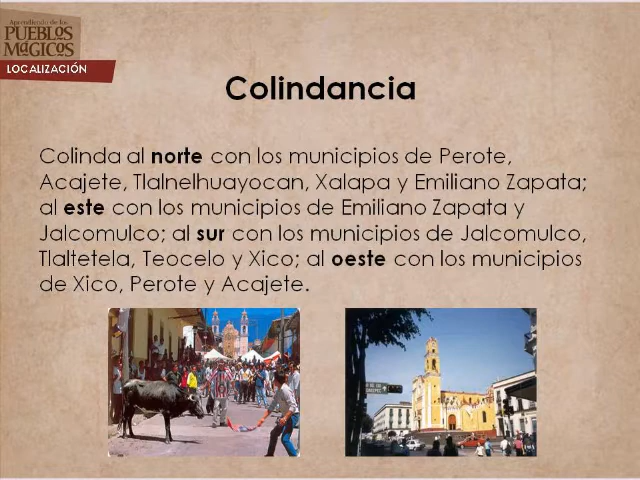 Aprendiendo de los
PUEBLOS
MáGICOS
LOCALIZACIÓN
Colindancia
Colinda al norte con los municipios de Perote,
Acajete, Tlalnelhuayocan, Xalapa y Emiliano Zapata;
al este con los municipios de Emiliano Zapata y
Jalcomulco; al sur con los municipios de Jalcomulco,
Tlaltetela, Teocelo y Xico; al oeste con los municipios
de Xico, Perote y Acajete.